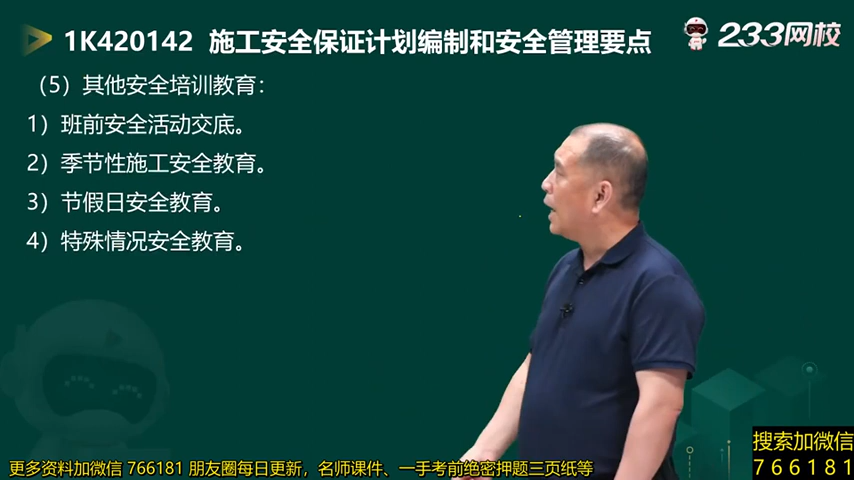 1K420142 施工安全保证计划编制和安全管理要点
233网校
（5）其他安全培训教育：
1）班前安全活动交底。
2）季节性施工安全教育。
3）节假日安全教育。
4）特殊情况安全教育。
搜索加微信
766181
更多资料加微信 766181 朋友圈每日更新，名师课件、一手考前绝密押题三页纸等